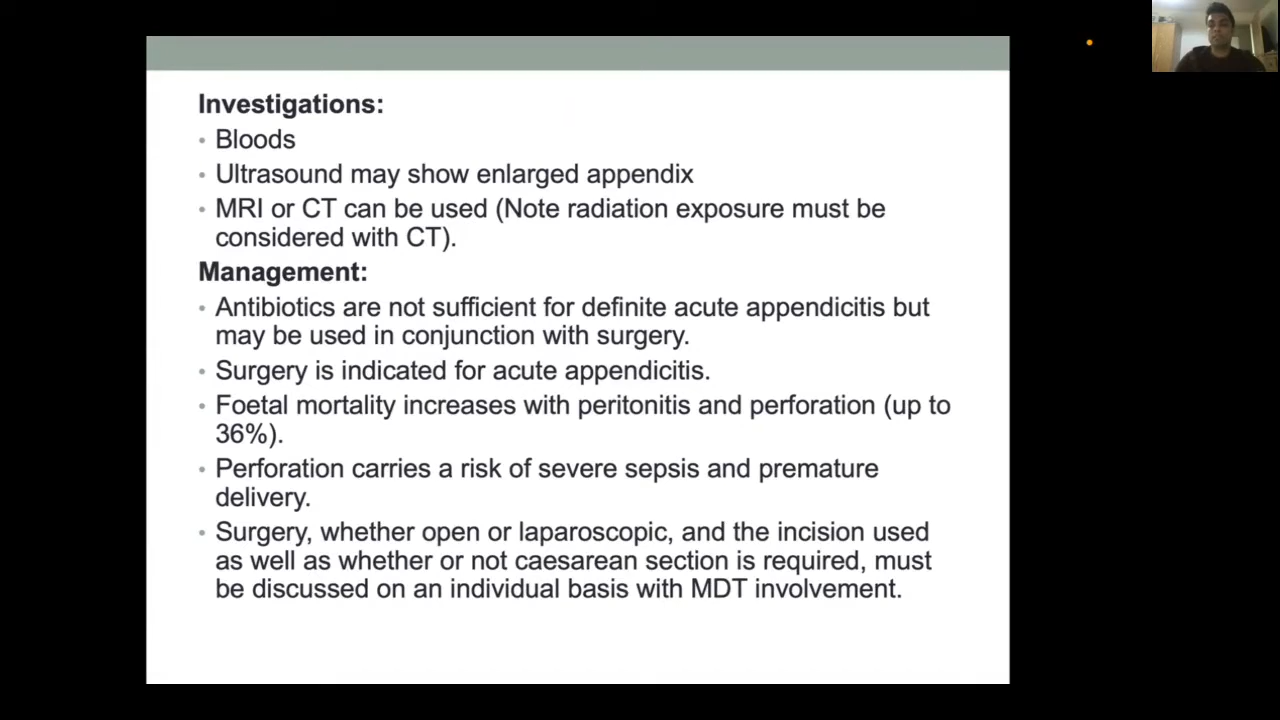 Investigations:
• Bloods
• Ultrasound may show enlarged appendix
• MRI or CT can be used (Note radiation exposure must be
considered with CT).
Management:
• Antibiotics are not sufficient for definite acute appendicitis but
may be used in conjunction with surgery.
• Surgery is indicated for acute appendicitis.
• Foetal mortality increases with peritonitis and perforation (up to
36%).
• Perforation carries a risk of severe sepsis and premature
delivery.
• Surgery, whether open or laparoscopic, and the incision used
as well as whether or not caesarean section is required, must
be discussed on an individual basis with MDT involvement.